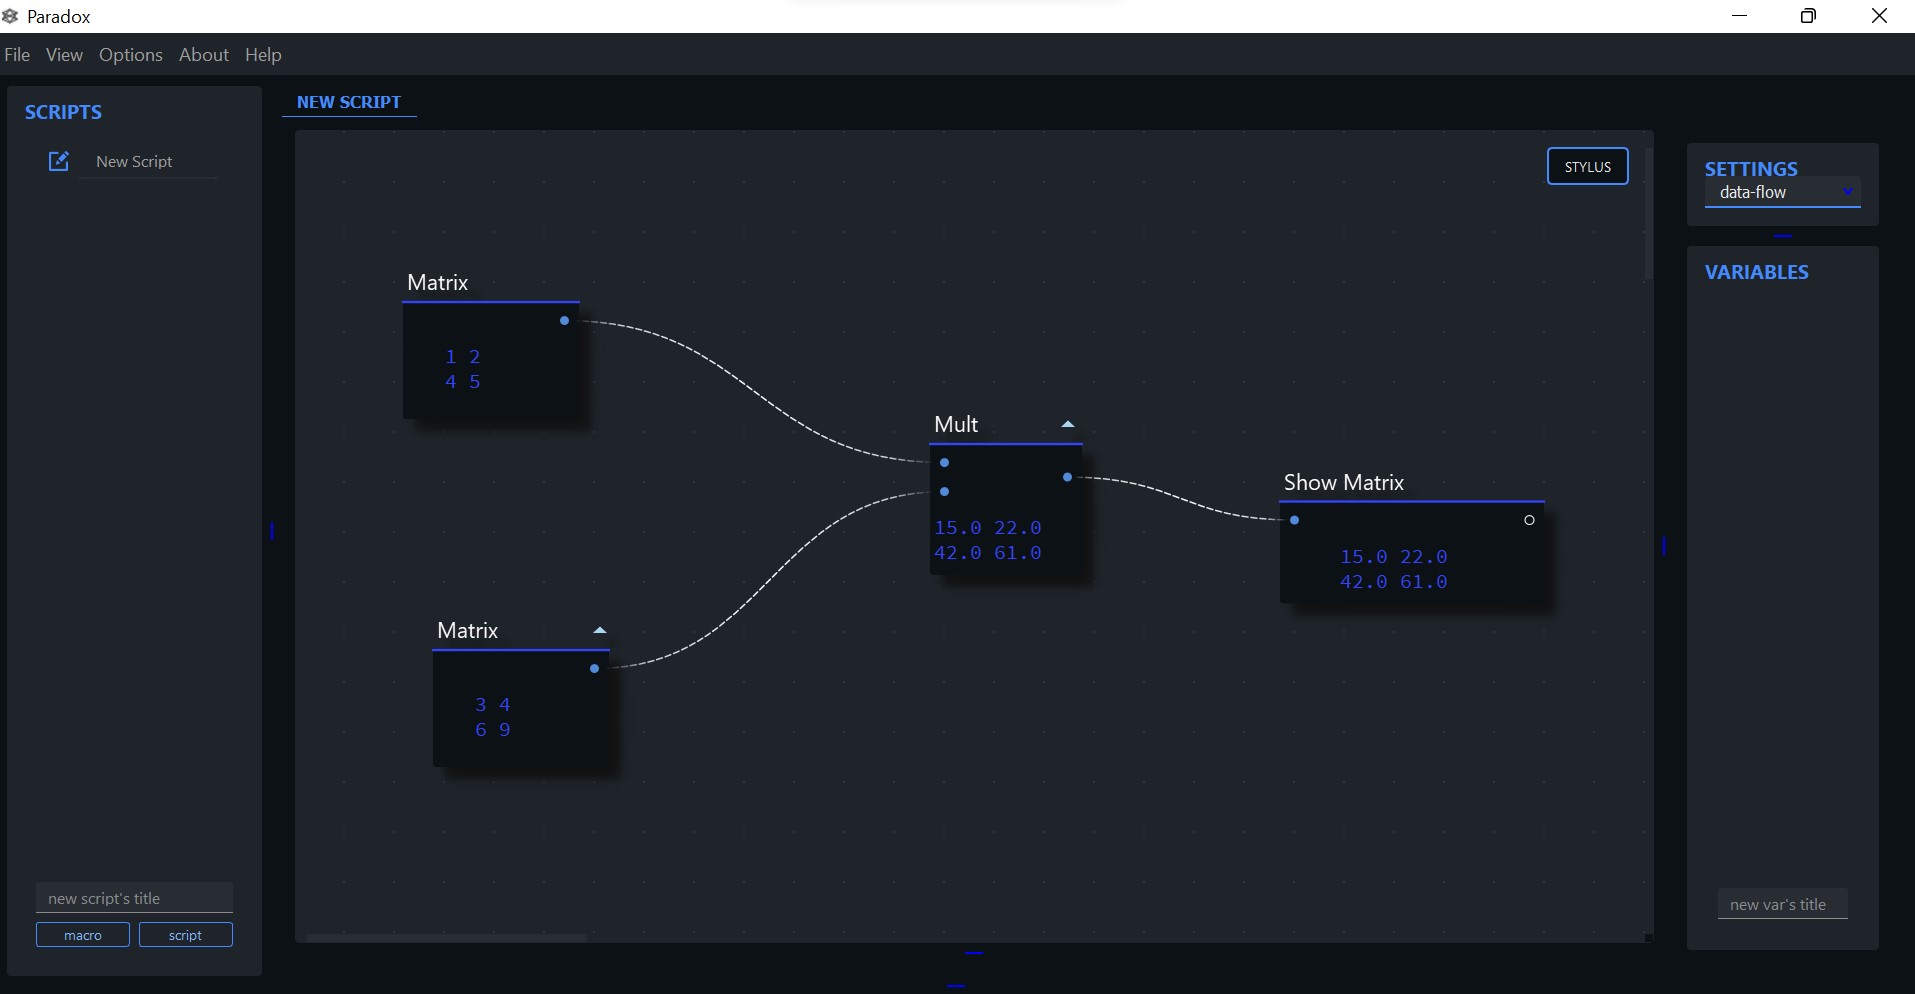 Paradox
File View Options About Help
SCRIPTS
New Script
new script's title
macro script
NEW SCRIPT
STYLUS
Matrix
1 2
4 5
Mult
15.0 22.0
42.0 61.0
Show Matrix
15.0 22.0
42.0 61.0
Matrix
3 4
6 9
SETTINGS
data-flow
VARIABLES
new var's title